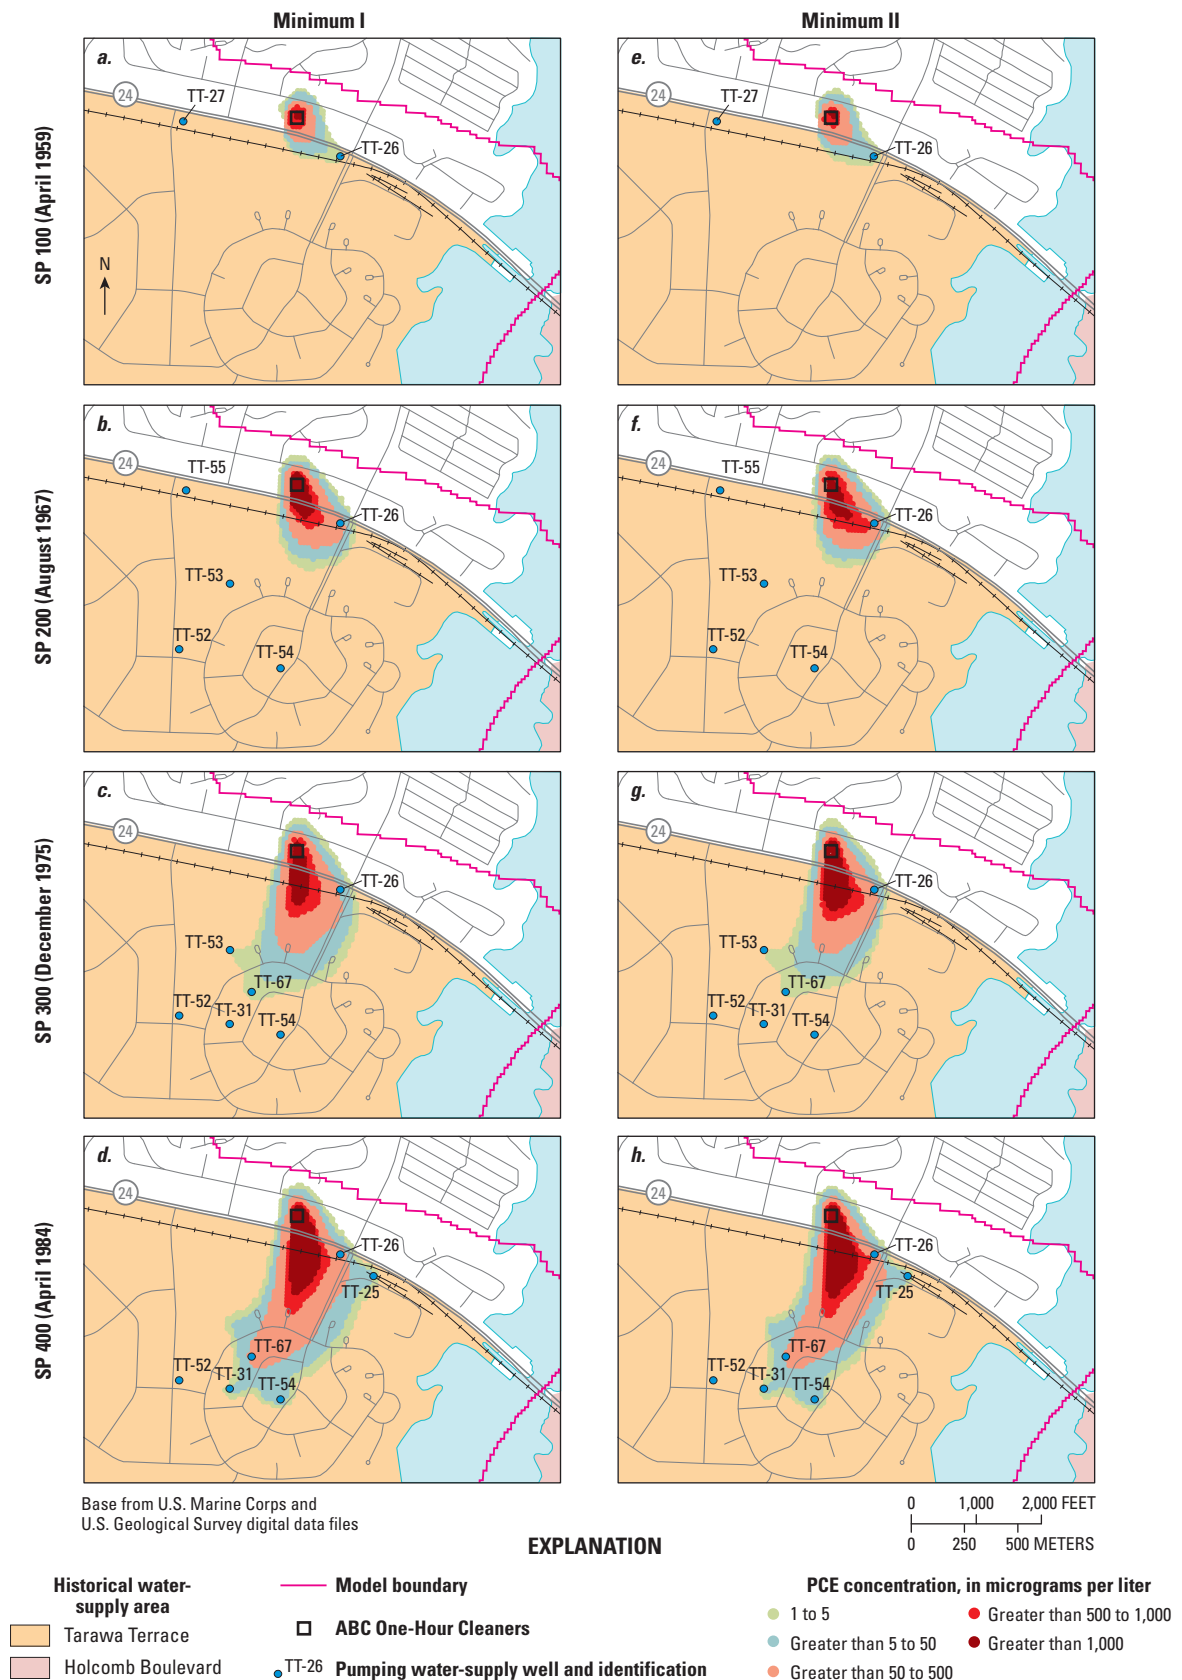 Minimum I
Minimum II
SP 100 (April 1959)
a.
24
TT-27
TT-26
N
e.
24
TT-27
TT-26
SP 200 (August 1967)
b.
24
TT-55
TT-26
TT-53
TT-52
TT-54
f.
24
TT-55
TT-26
TT-53
TT-52
TT-54
SP 300 (December 1975)
c.
24
TT-26
TT-53
TT-67
TT-52
TT-31
TT-54
g.
24
TT-26
TT-53
TT-67
TT-52
TT-31
TT-54
SP 400 (April 1984)
d.
24
TT-26
TT-25
TT-67
TT-52
TT-31
TT-54
h.
24
TT-26
TT-25
TT-67
TT-52
TT-31
TT-54
Base from U.S. Marine Corps and
U.S. Geological Survey digital data files
0 1,000 2,000 FEET
0 250 500 METERS
EXPLANATION
Historical water-
supply area
Tarawa Terrace
Holcomb Boulevard
Model boundary
ABC One-Hour Cleaners
TT-26 Pumping water-supply well and identification
PCE concentration, in micrograms per liter
1 to 5
Greater than 5 to 50
Greater than 50 to 500
Greater than 500 to 1,000
Greater than 1,000